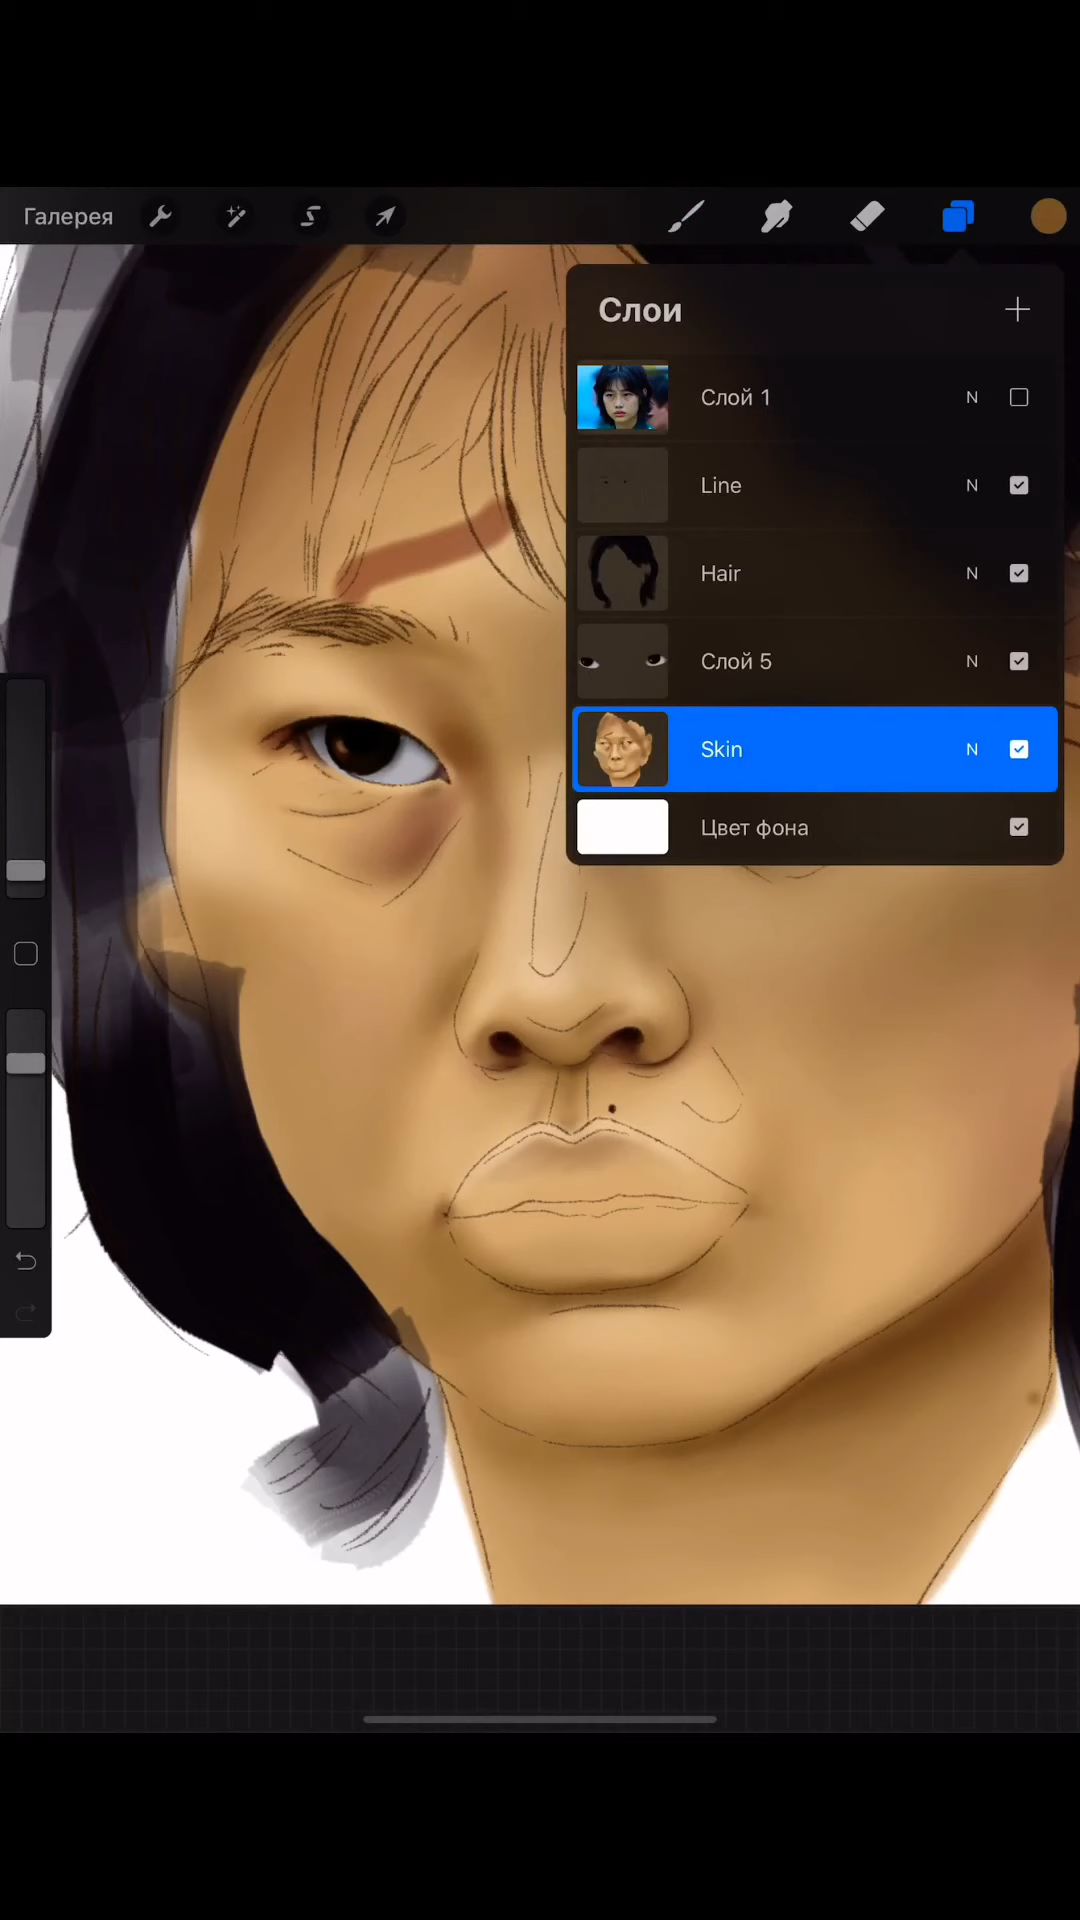 Галерея
Слои
Слой 1 N
Line N
Hair N
Слой 5 N
Skin N
Цвет фона